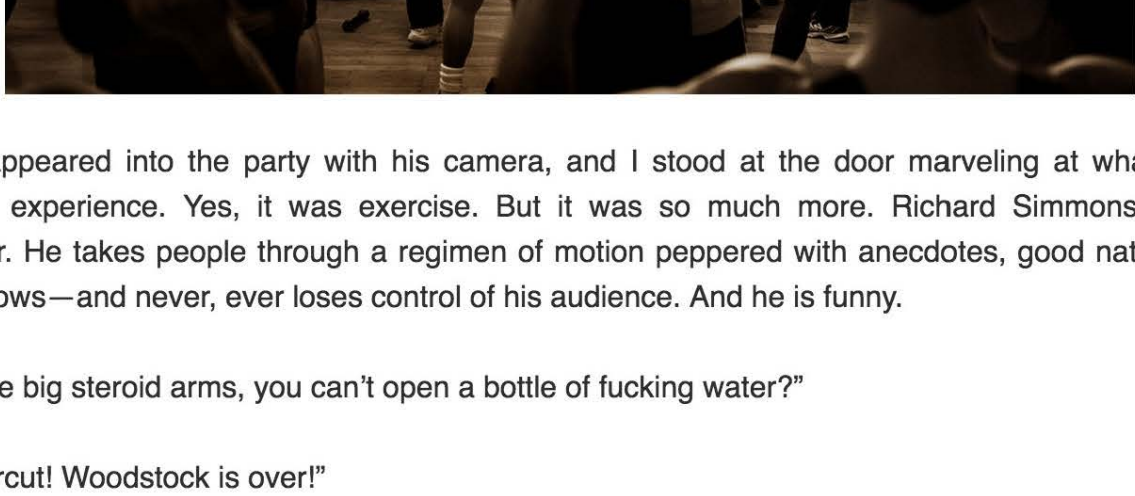 ppeared into the party with his camera, and I stood at the door marveling at wha
experience. Yes, it was exercise. But it was so much more. Richard Simmons
r. He takes people through a regimen of motion peppered with anecdotes, good nat
ows—and never, ever loses control of his audience. And he is funny.
e big steroid arms, you can’t open a bottle of fucking water?”
rcut! Woodstock is over!”